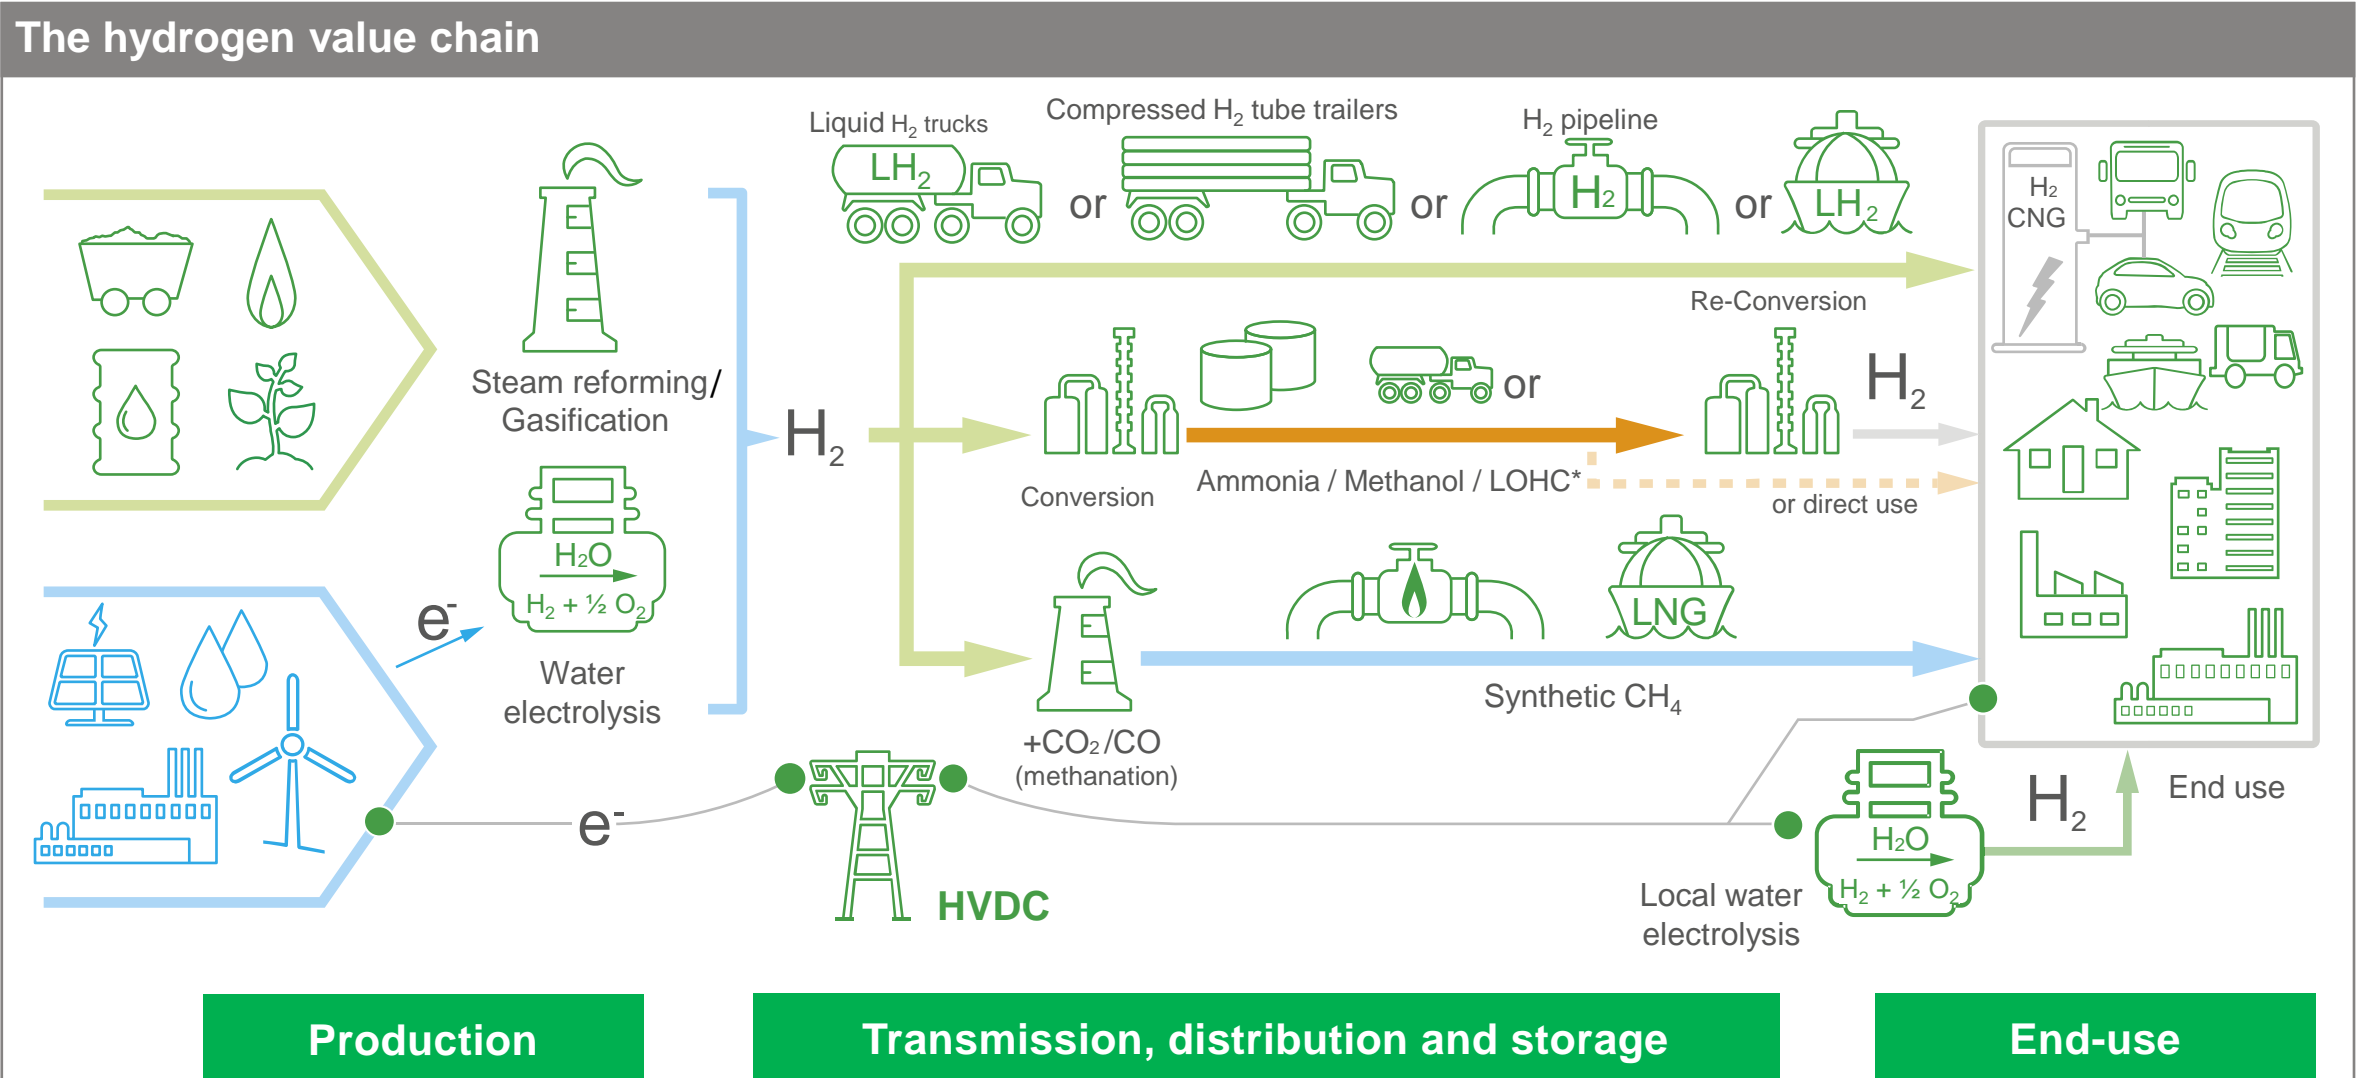 The hydrogen value chain
Liquid H₂ trucks
Compressed H₂ tube trailers
H₂ pipeline
LH₂
or
or
H₂
or
LH₂
H₂
CNG
Steam reforming/
Gasification
H₂
Re-Conversion
or
H₂
Conversion
Ammonia / Methanol / LOHC*
or direct use
H₂O
H₂ + ½ O₂
e⁻
Water
electrolysis
LNG
Synthetic CH₄
+CO₂/CO
(methanation)
e⁻
HVDC
H₂O
H₂ + ½ O₂
Local water
electrolysis
H₂
End use
Production
Transmission, distribution and storage
End-use